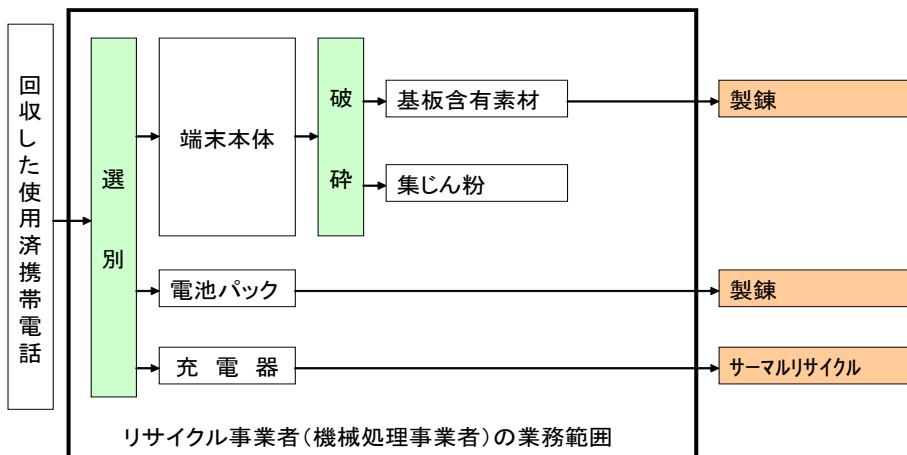 回収した使用済携帯電話
選別
端末本体
破砕
基板含有素材
製錬
集じん粉
電池パック
製錬
充電器
サーマルリサイクル
リサイクル事業者(機械処理事業者)の業務範囲